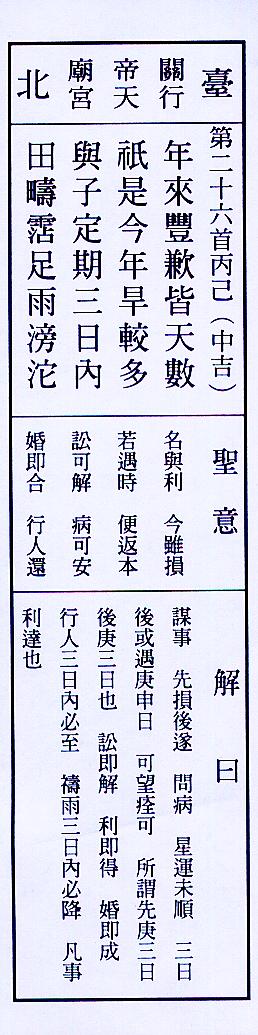 臺
關行
帝天
廟宮
北
第二十六首丙己（中吉）
年來豐歉皆天數
祇是今年旱較多
與子定期三日內
田疇霑足雨滂沱
聖意
名與利　今雖損
若遇時　便返本
訟可解　病可安
婚即合　行人還
解曰
謀事　先損後遂　問病　星運未順　三日
後或遇庚申日　可望痊可　所謂先庚三日
後庚三日也　訟即解　利即得　婚即成
行人三日內必至　禱雨三日內必降　凡事
利達也